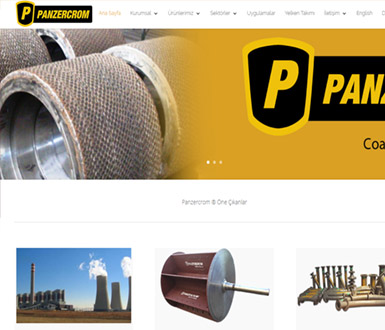 P PANZERCROM
Ana Sayfa Kurumsal Ürünlerimiz Sektörler Uygulamalar Yelken Takımı İletişim English D
P PANZ
Coa
Panzercrom ® Öne Çıkanlar